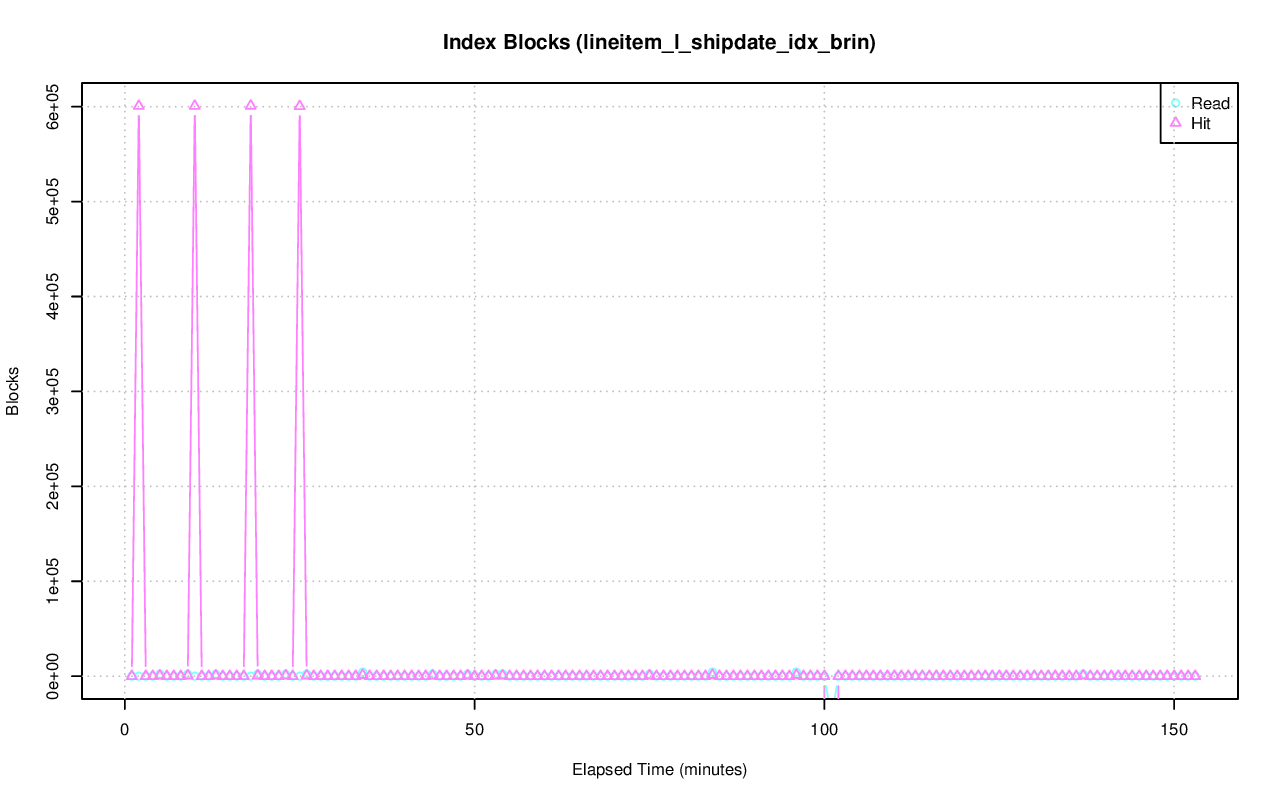 Index Blocks (lineitem_l_shipdate_idx_brin)
Read
Hit
6e+05
5e+05
4e+05
3e+05
2e+05
1e+05
0e+00
Blocks
0 50 100 150
Elapsed Time (minutes)